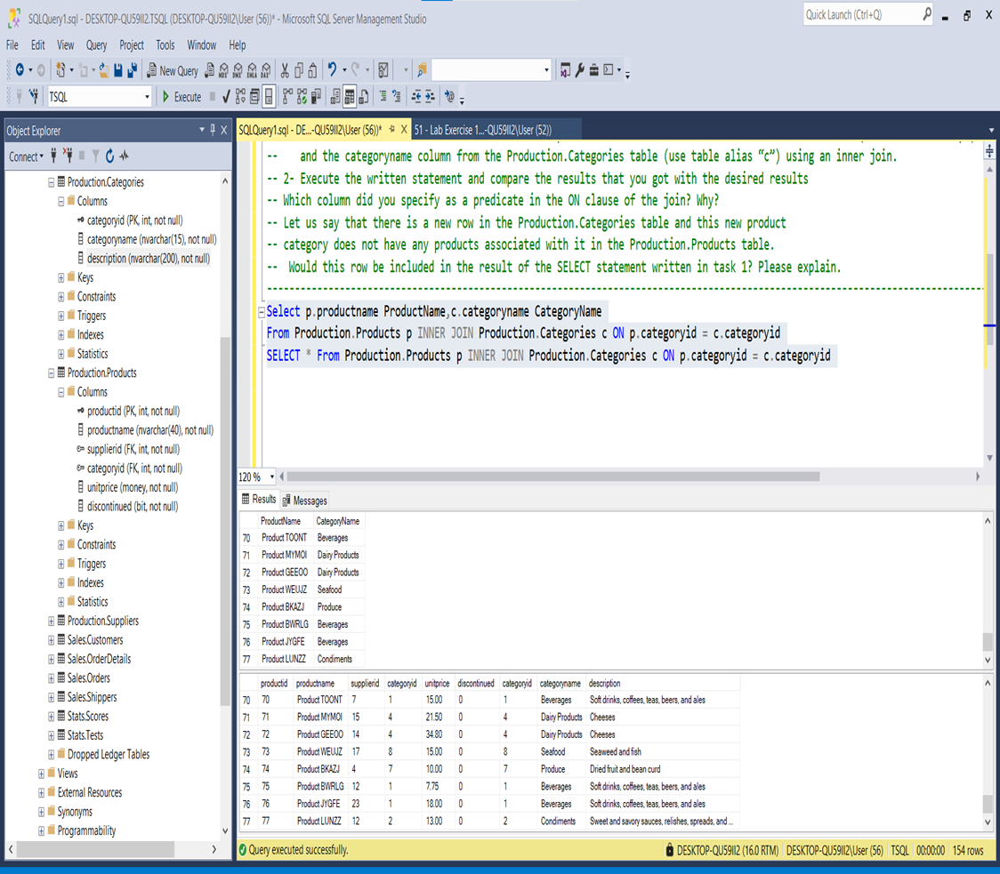 SQLQuery1.sql - DESKTOP-QU59II2.TSQL (DESKTOP-QU59II2\User (56))* - Microsoft SQL Server Management Studio
Quick Launch (Ctrl+Q)
File Edit View Query Project Tools Window Help
New Query
TSQL Execute
Object Explorer
SQLQuery1.sql - DE...-QU59II2\User (56))* 51 - Lab Exercise 1...-QU59II2\User (52))
Connect
Production.Categories
Columns
categoryid (PK, int, not null)
categoryname (nvarchar(15), not null)
description (nvarchar(200), not null)
Keys
Constraints
Triggers
Indexes
Statistics
Production.Products
Columns
productid (PK, int, not null)
productname (nvarchar(40), not null)
supplierid (FK, int, not null)
categoryid (FK, int, not null)
unitprice (money, not null)
discontinued (bit, not null)
Keys
Constraints
Triggers
Indexes
Statistics
Production.Suppliers
Sales.Customers
Sales.OrderDetails
Sales.Orders
Sales.Shippers
Stats.Scores
Stats.Tests
Dropped Ledger Tables
Views
External Resources
Synonyms
Programmability
-- and the categoryname column from the Production.Categories table (use table alias “c”) using an inner join.
-- 2- Execute the written statement and compare the results that you got with the desired results
-- Which column did you specify as a predicate in the ON clause of the join? Why?
-- Let us say that there is a new row in the Production.Categories table and this new product
-- category does not have any products associated with it in the Production.Products table.
-- Would this row be included in the result of the SELECT statement written in task 1? Please explain.
Select p.productname ProductName,c.categoryname CategoryName
From Production.Products p INNER JOIN Production.Categories c ON p.categoryid = c.categoryid
SELECT * From Production.Products p INNER JOIN Production.Categories c ON p.categoryid = c.categoryid
120 %
Results Messages
ProductName CategoryName
70 Product TOONT Beverages
71 Product MYMOI Dairy Products
72 Product GEEOO Dairy Products
73 Product WEUJZ Seafood
74 Product BKAZJ Produce
75 Product BWRLG Beverages
76 Product JYGFE Beverages
77 Product LUNZZ Condiments
productid productname supplierid categoryid unitprice discontinued categoryid categoryname description
70 70 Product TOONT 7 1 15.00 0 1 Beverages Soft drinks, coffees, teas, beers, and ales
71 71 Product MYMOI 15 4 21.50 0 4 Dairy Products Cheeses
72 72 Product GEEOO 14 4 34.80 0 4 Dairy Products Cheeses
73 73 Product WEUJZ 17 8 15.00 0 8 Seafood Seaweed and fish
74 74 Product BKAZJ 4 7 10.00 0 7 Produce Dried fruit and bean curd
75 75 Product BWRLG 12 1 7.75 0 1 Beverages Soft drinks, coffees, teas, beers, and ales
76 76 Product JYGFE 23 1 18.00 0 1 Beverages Soft drinks, coffees, teas, beers, and ales
77 77 Product LUNZZ 12 2 13.00 0 2 Condiments Sweet and savory sauces, relishes, spreads, and ...
Query executed successfully. DESKTOP-QU59II2 (16.0 RTM) DESKTOP-QU59II2\User (56) TSQL 00:00:00 154 rows